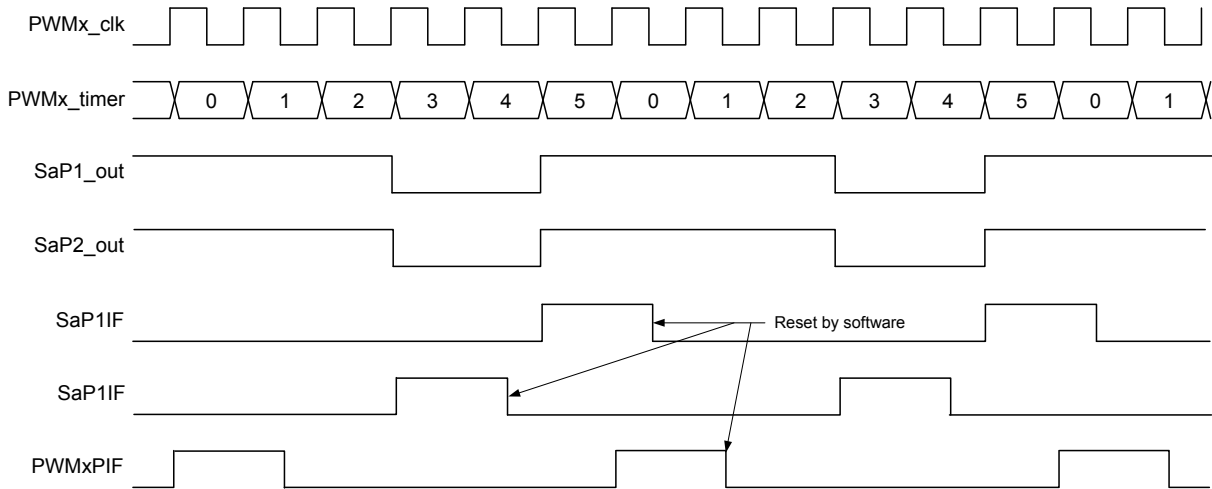 PWMx_clk
PWMx_timer 0 1 2 3 4 5 0 1 2 3 4 5 0 1
SaP1_out
SaP2_out
SaP1IF Reset by software
SaP1IF
PWMxPIF